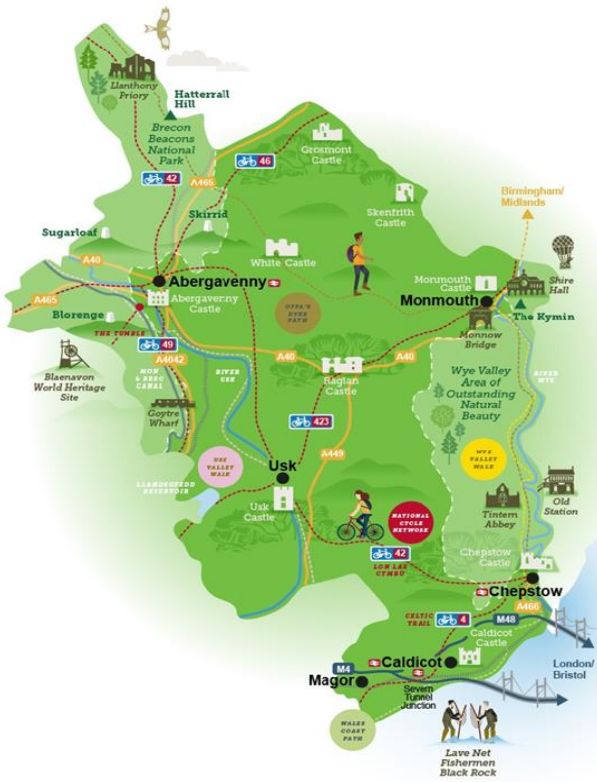 Llanthony
Priory
Hatterrall
Hill
Brecon
Beacons
National
Park
42
46
A465
Grosmont
Castle
Skenfrith
Castle
Birmingham/
Midlands
Skirrid
Sugarloaf
A40
White Castle
Abergavenny
Abergavenny
Castle
A465
Blorenge
THE TUMBLE
OFFA'S
DYKE
PATH
Monmouth
Castle
Monmouth
Shire
Hall
The Kymin
Monnow
Bridge
49
A4042
Blaenavon
World Heritage
Site
MON
& BREC
CANAL
RIVER
USK
A40
A40
Raglan
Castle
Wye Valley
Area of
Outstanding
Natural
Beauty
RIVER
WYE
Goytre
Wharf
423
A449
USK
VALLEY
WALK
Usk
WYE
VALLEY
WALK
LLANDEGFEDD
RESERVOIR
Usk
Castle
NATIONAL
CYCLE
NETWORK
Tintern
Abbey
Old
Station
42
LON LAS
CYMRU
Chepstow
Castle
Chepstow
A466
CELTIC
TRAIL
4
M48
Caldicot
Castle
M4
Caldicot
Magor
Severn
Tunnel
Junction
London/
Bristol
WALES
COAST
PATH
Lave Net
Fishermen
Black Rock